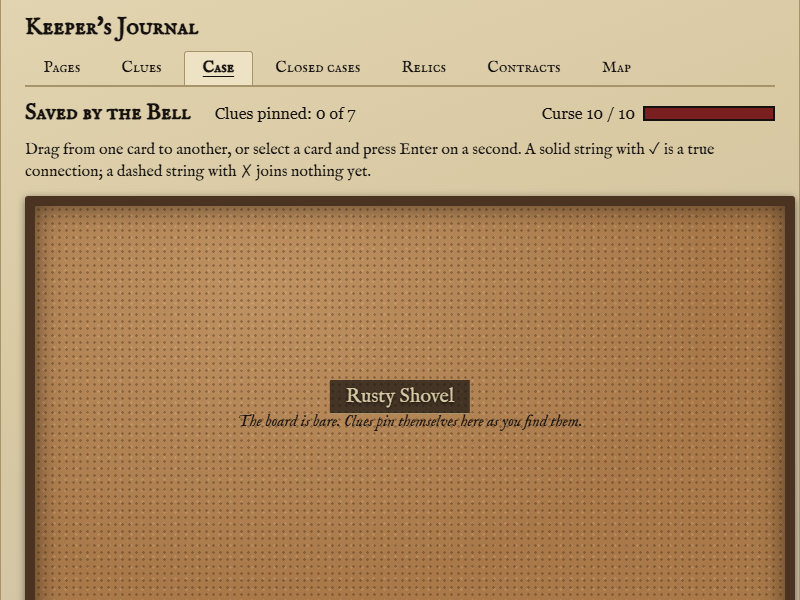 Keeper's Journal
Pages Clues Case Closed cases Relics Contracts Map
Saved by the Bell Clues pinned: 0 of 7 Curse 10 / 10
Drag from one card to another, or select a card and press Enter on a second. A solid string with ✓ is a true
connection; a dashed string with ✗ joins nothing yet.
Rusty Shovel
The board is bare. Clues pin themselves here as you find them.